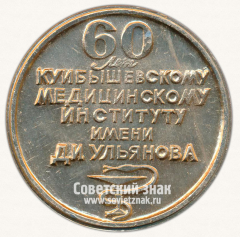 60
лет
КУЙБЫШЕВСКОМУ
МЕДИЦИНСКОМУ
ИНСТИТУТУ
ИМЕНИ
Д.И. УЛЬЯНОВА
Советский знак
www.sovietznak.ru